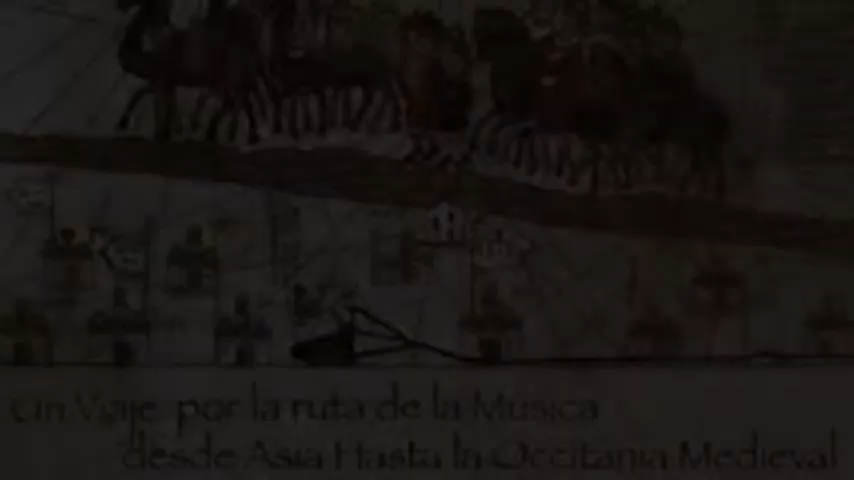 Un Viaje por la ruta de la Musica
desde Asia Hasta la Occitania Medieval